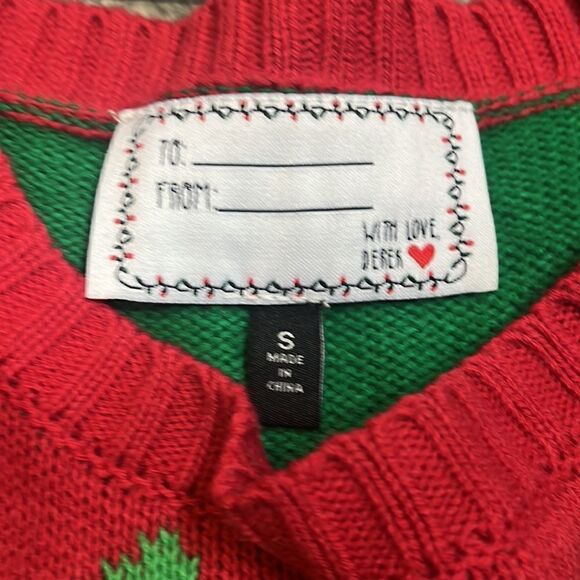 TO:
FROM:
WITH LOVE,
DEREK
S
MADE
IN
CHINA